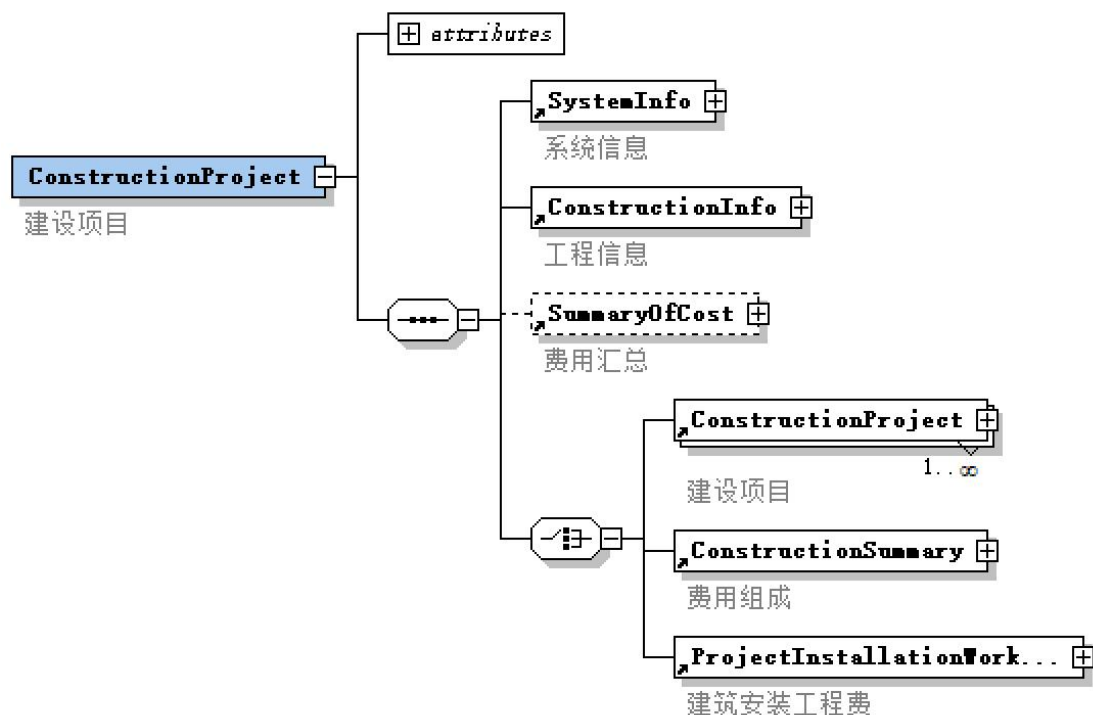 attributes
SystemInfo
系统信息
ConstructionProject
建设项目
ConstructionInfo
工程信息
SummaryOfCost
费用汇总
ConstructionProject
1..∞
建设项目
ConstructionSummary
费用组成
ProjectInstallationWork...
建筑安装工程费